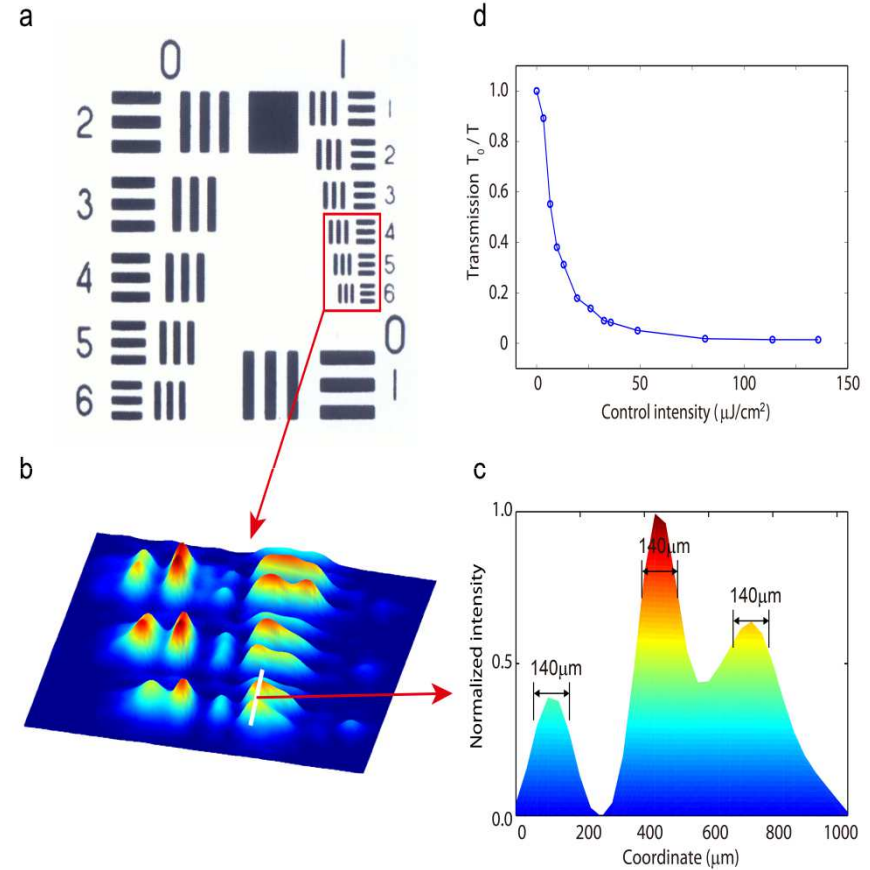 a
0 1
2
3
4
5
6
1
2
3
4
5
6
0
1
d
Transmission T₀ / T
1.0
0.8
0.6
0.4
0.2
0
0 50 100 150
Control intensity (μJ/cm²)
b
c
Normalized intensity
1.0
0.5
0.0
140μm
140μm
140μm
0 200 400 600 800 1000
Coordinate (μm)